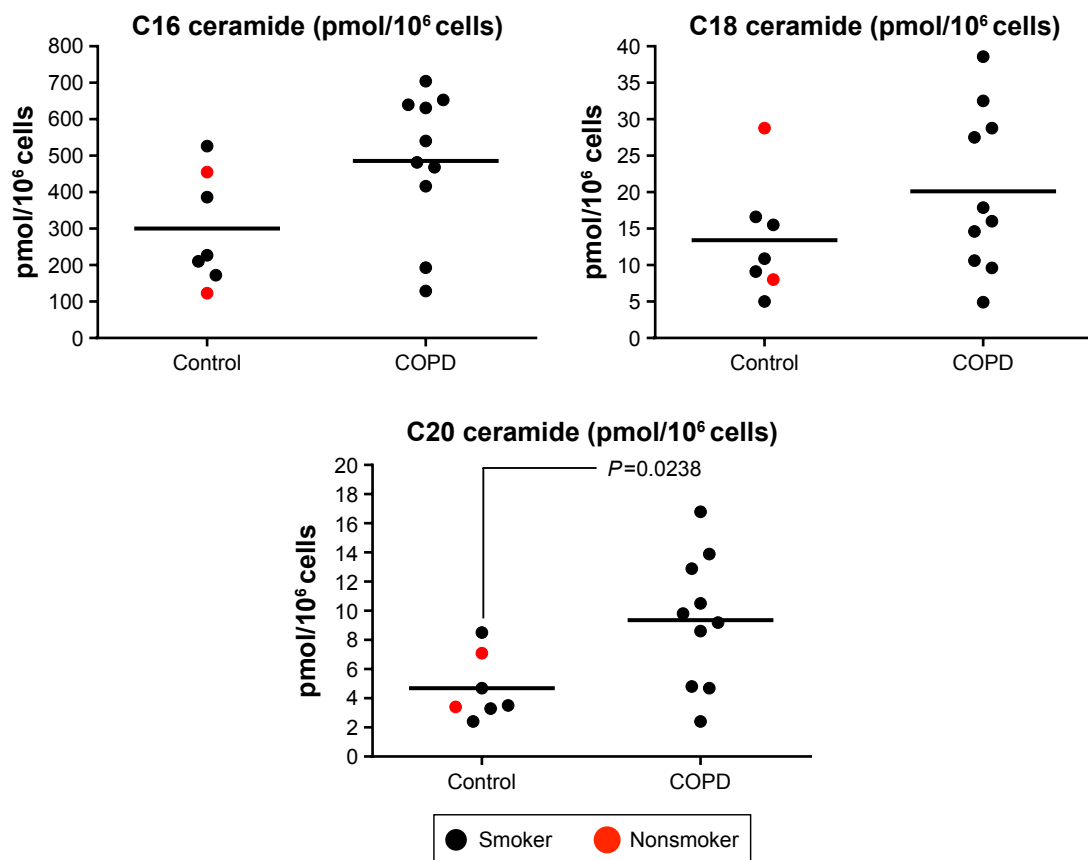 C16 ceramide (pmol/10⁶ cells)
pmol/10⁶ cells
800
700
600
500
400
300
200
100
0
Control
COPD
C18 ceramide (pmol/10⁶ cells)
pmol/10⁶ cells
40
35
30
25
20
15
10
5
0
Control
COPD
C20 ceramide (pmol/10⁶ cells)
P=0.0238
pmol/10⁶ cells
20
18
16
14
12
10
8
6
4
2
0
Control
COPD
Smoker
Nonsmoker